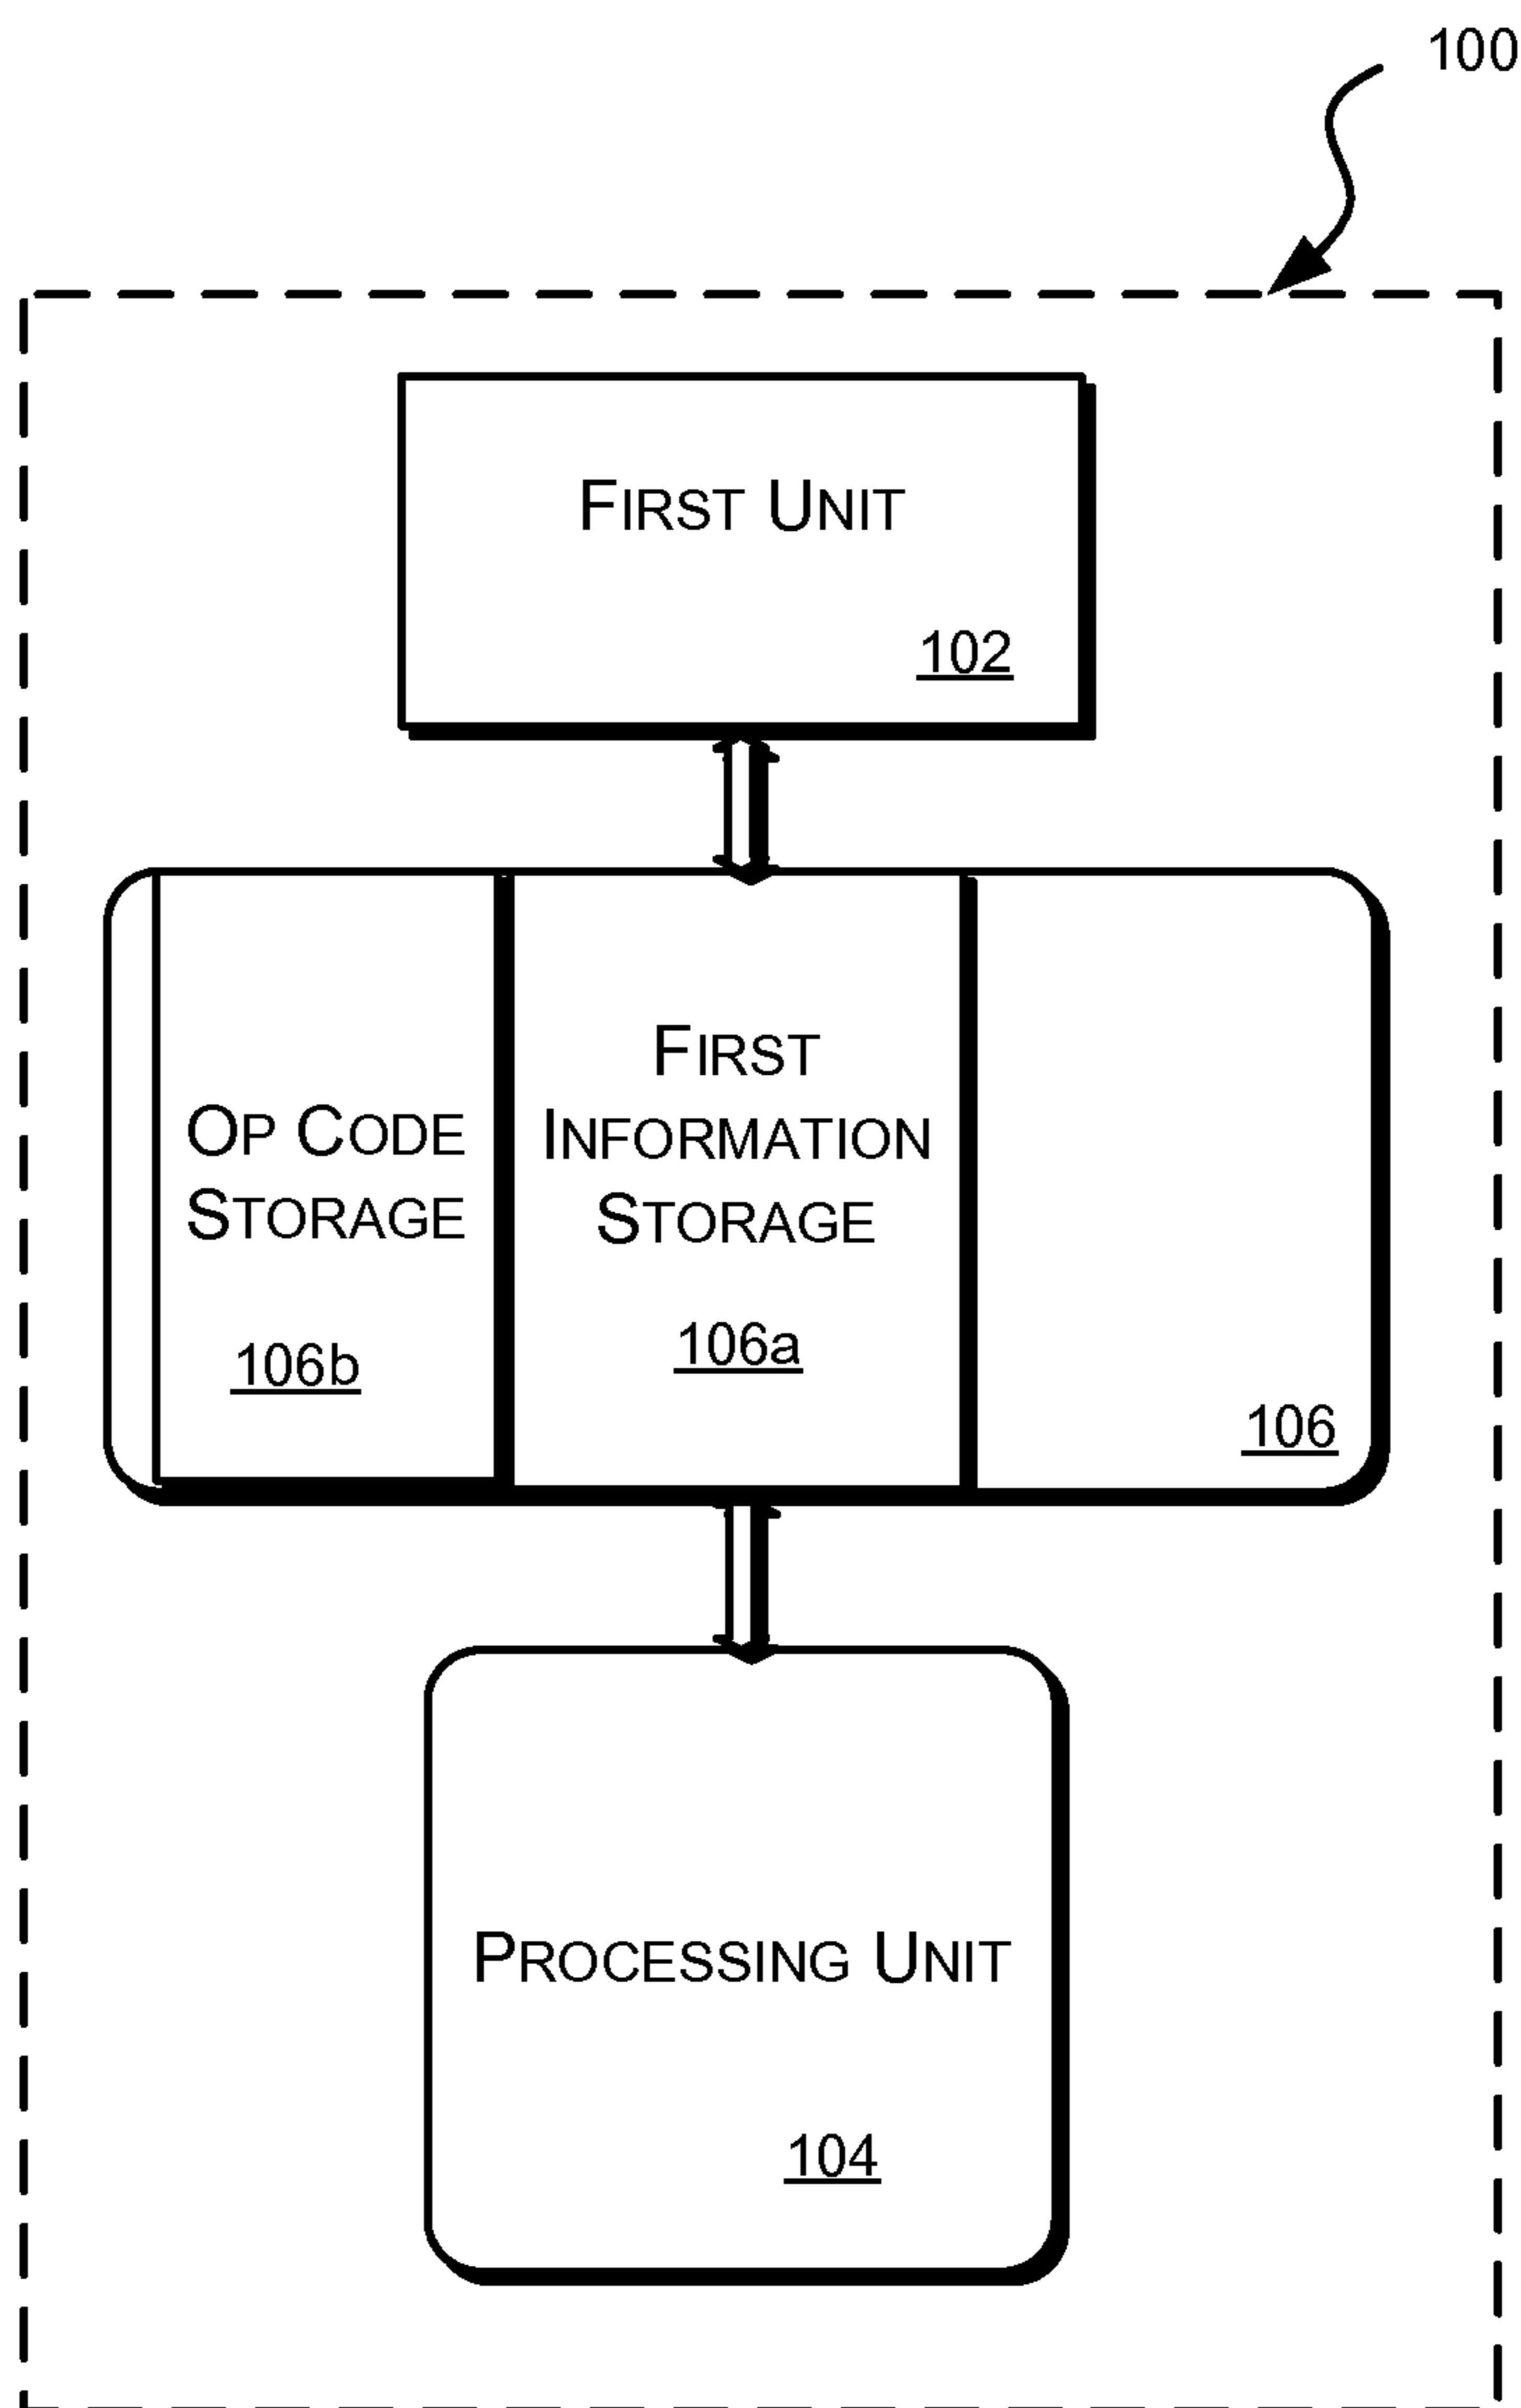 100
First Unit
102
First
Information
Storage
106a
Op Code
Storage
106b
106
Processing Unit
104